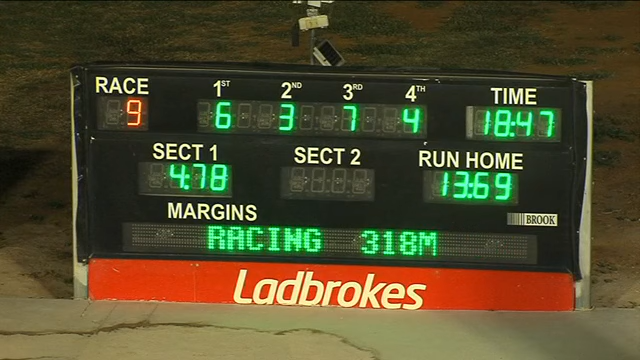 RACE 1ST 2ND 3RD 4TH TIME
9 6 3 7 4 18:47
SECT 1 SECT 2 RUN HOME
4.78 13:69
MARGINS BROOK
RACING 318M
Ladbrokes